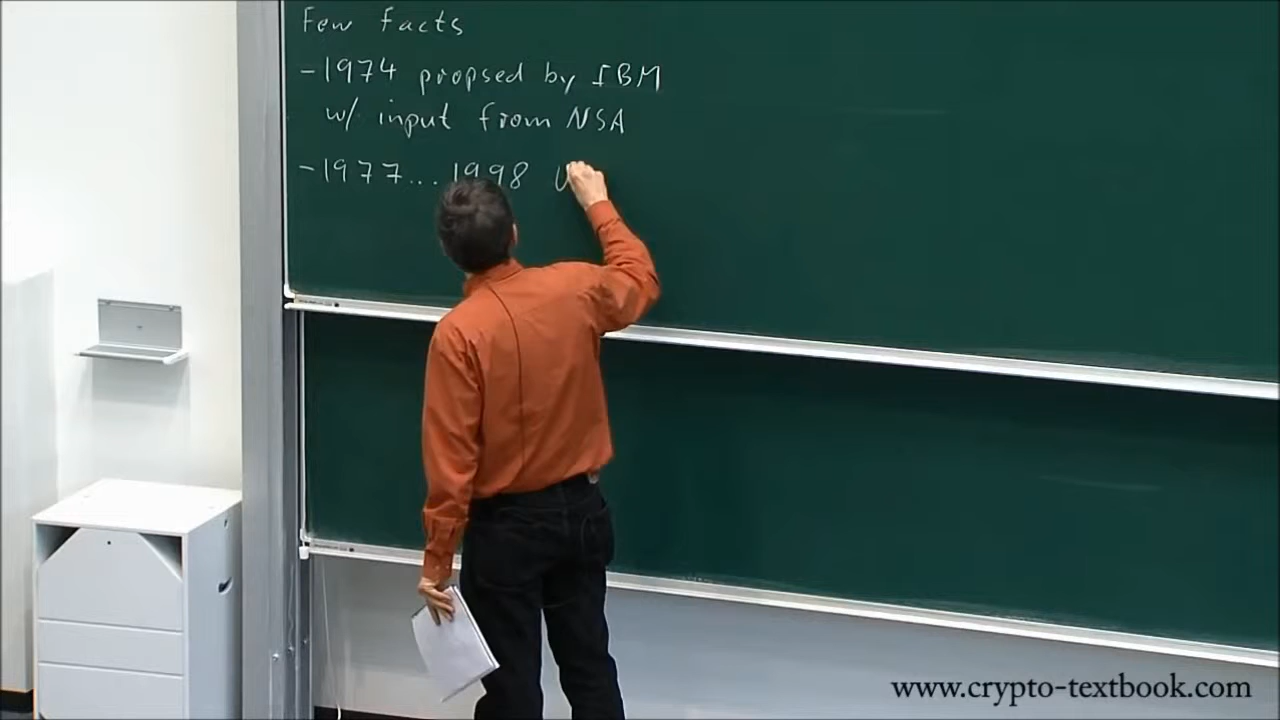 Few facts
-1974 propsed by IBM
w/ input from NSA
-1977...1998 U
www.crypto-textbook.com